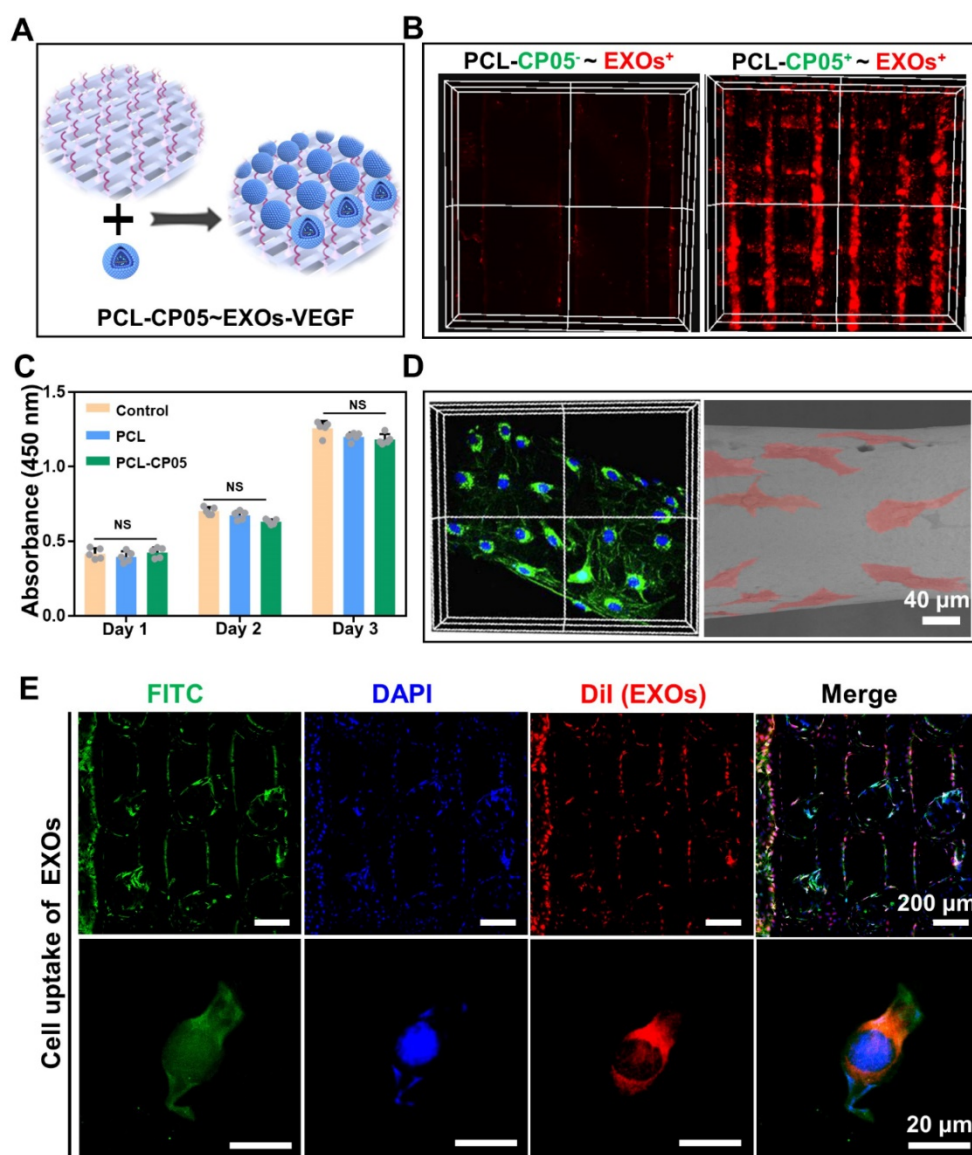 A
PCL-CP05~EXOs-VEGF
B
PCL-CP05⁻ ~ EXOs⁺
PCL-CP05⁺ ~ EXOs⁺
C
Absorbance (450 nm)
1.5
1.0
0.5
0.0
Control
PCL
PCL-CP05
NS
NS
NS
Day 1
Day 2
Day 3
D
40 μm
E
FITC
DAPI
Dil (EXOs)
Merge
Cell uptake of EXOs
200 μm
20 μm